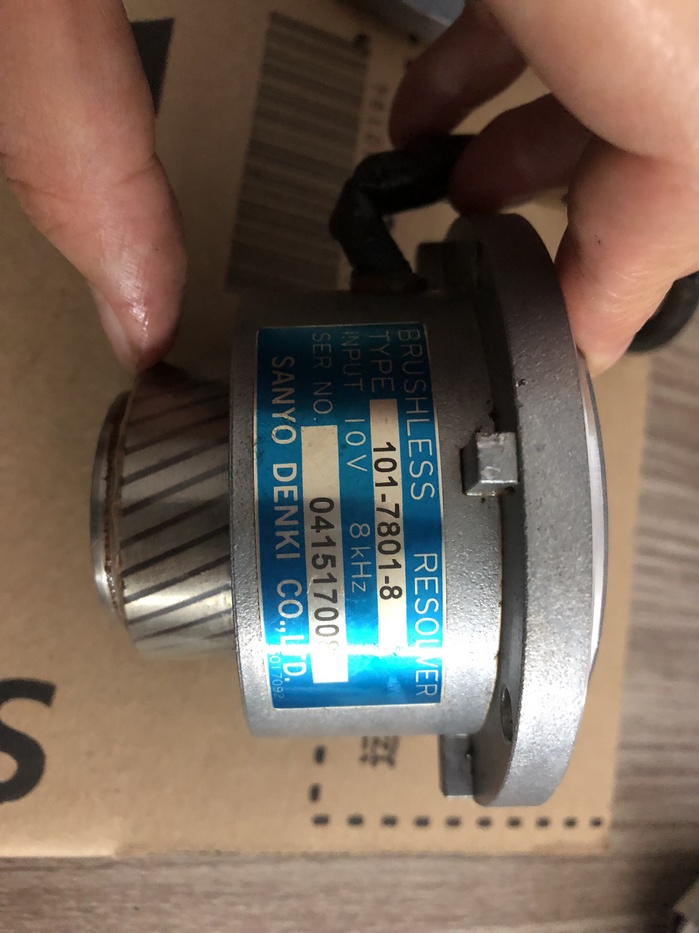 BRUSHLESS RESOLVER
TYPE 101-7801-8
INPUT 10V 8kHz
SER NO. 04151700
SANYO DENKI CO.,LTD.
S